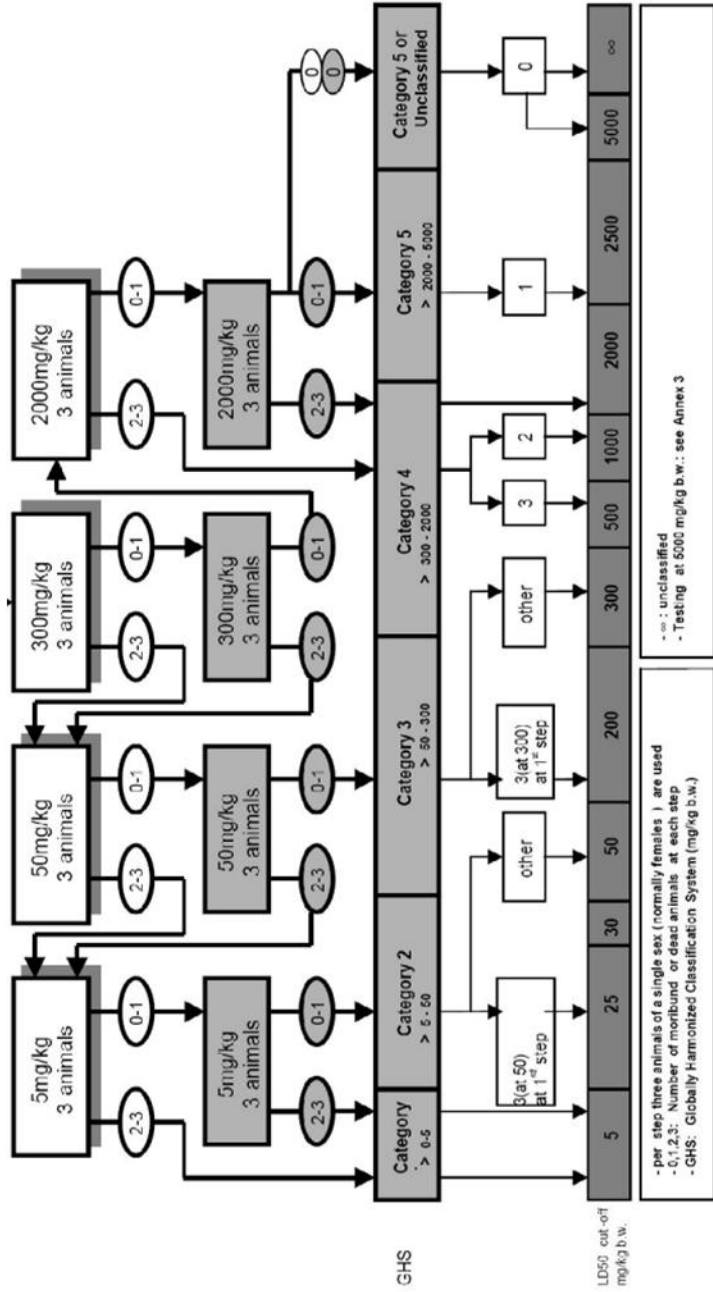 5mg/kg
3 animals
50mg/kg
3 animals
300mg/kg
3 animals
2000mg/kg
3 animals
2-3
0-1
2-3
0-1
2-3
0-1
2-3
0-1
5mg/kg
3 animals
50mg/kg
3 animals
300mg/kg
3 animals
2000mg/kg
3 animals
2-3
0-1
2-3
0-1
2-3
0-1
2-3
0-1
0
0
GHS
Category
> 0-5
Category 2
> 5 - 50
Category 3
> 50 - 300
Category 4
> 300 - 2000
Category 5
> 2000 - 5000
Category 5 or
Unclassified
3(at 50)
at 1st step
other
3(at 300)
at 1st step
other
3
2
1
0
LD50 cut-off
mg/kg b.w.
5
25
30
50
200
300
500
1000
2000
2500
5000
∞
- per step three animals of a single sex (normally females ) are used
- 0,1,2,3: Number of moribund or dead animals at each step
- GHS: Globally Harmonized Classification System (mg/kg b.w.)
- ∞ : unclassified
- Testing at 5000 mg/kg b.w.: see Annex 3